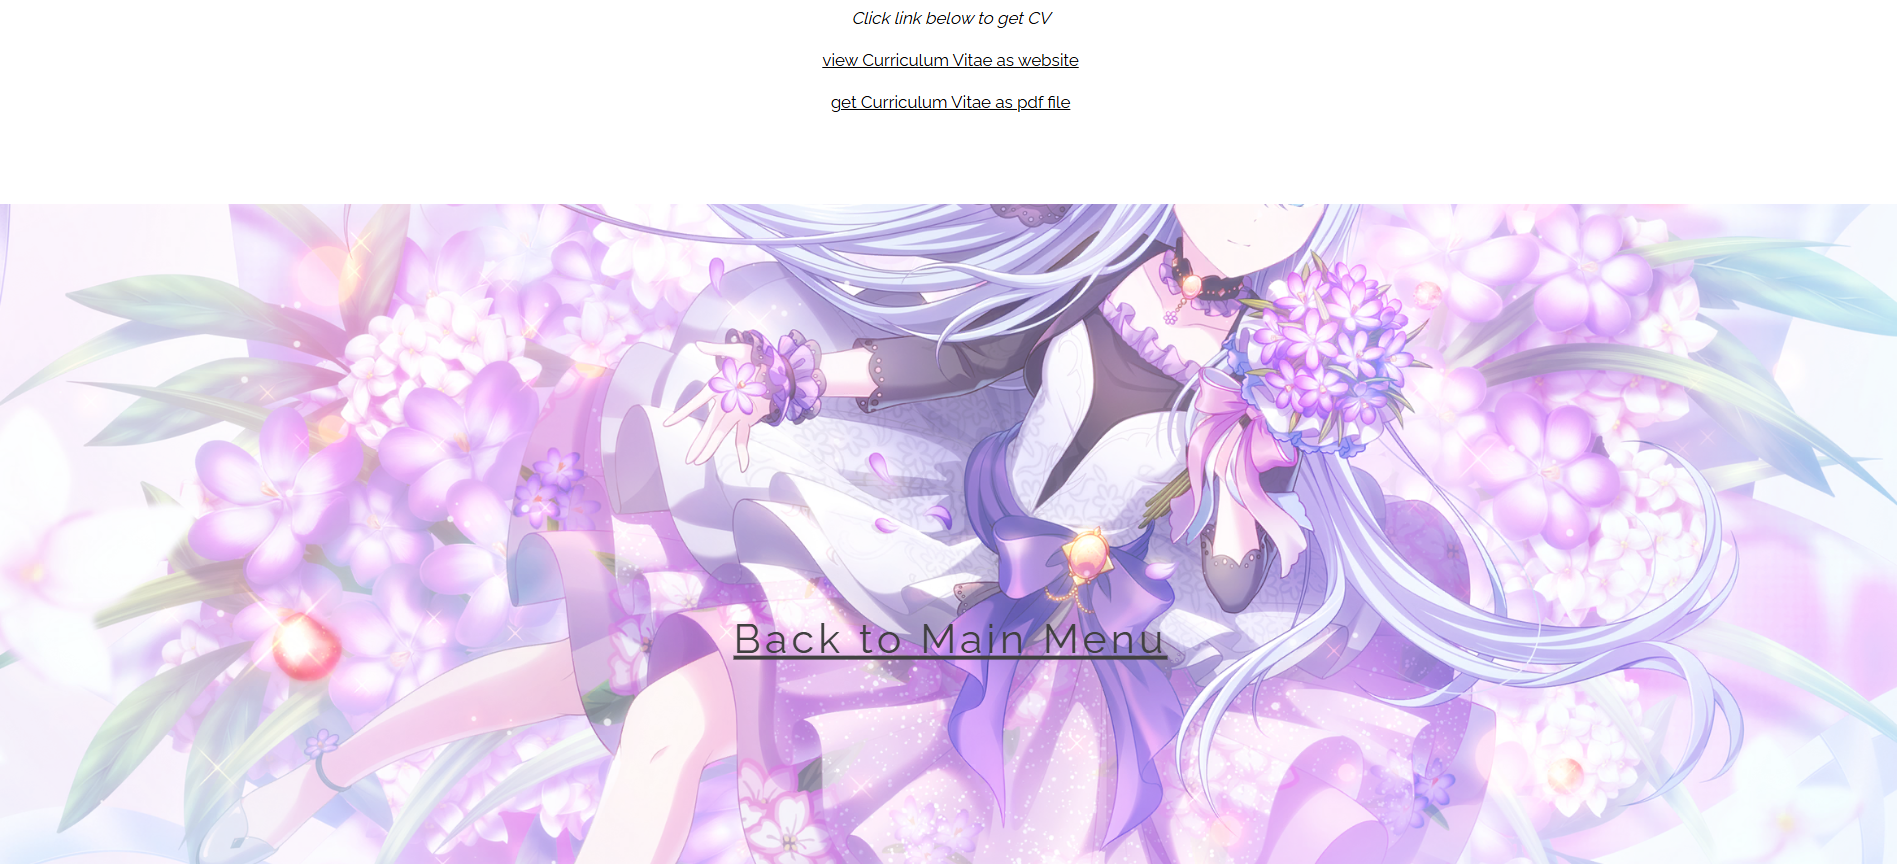 Click link below to get CV
view Curriculum Vitae as website
get Curriculum Vitae as pdf file
Back to Main Menu